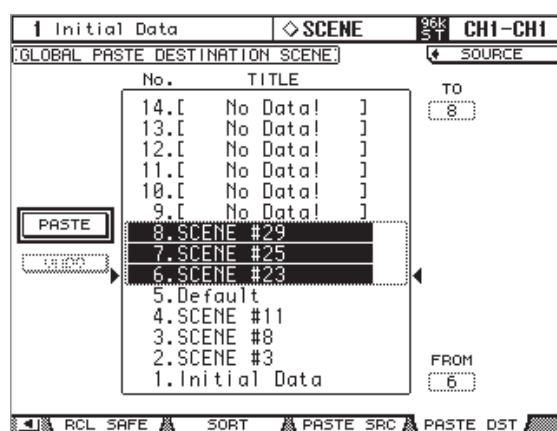 1 Initial Data
◇SCENE
96k ST CH1-CH1
GLOBAL PASTE DESTINATION SCENE
SOURCE
No. TITLE
TO
8
14.[ No Data! ]
13.[ No Data! ]
12.[ No Data! ]
11.[ No Data! ]
10.[ No Data! ]
9.[ No Data! ]
PASTE
8.SCENE #29
7.SCENE #25
UNDO
6.SCENE #23
5.Default
4.SCENE #11
3.SCENE #8
2.SCENE #3
1.Initial Data
FROM
6
RCL SAFE
SORT
PASTE SRC
PASTE DST